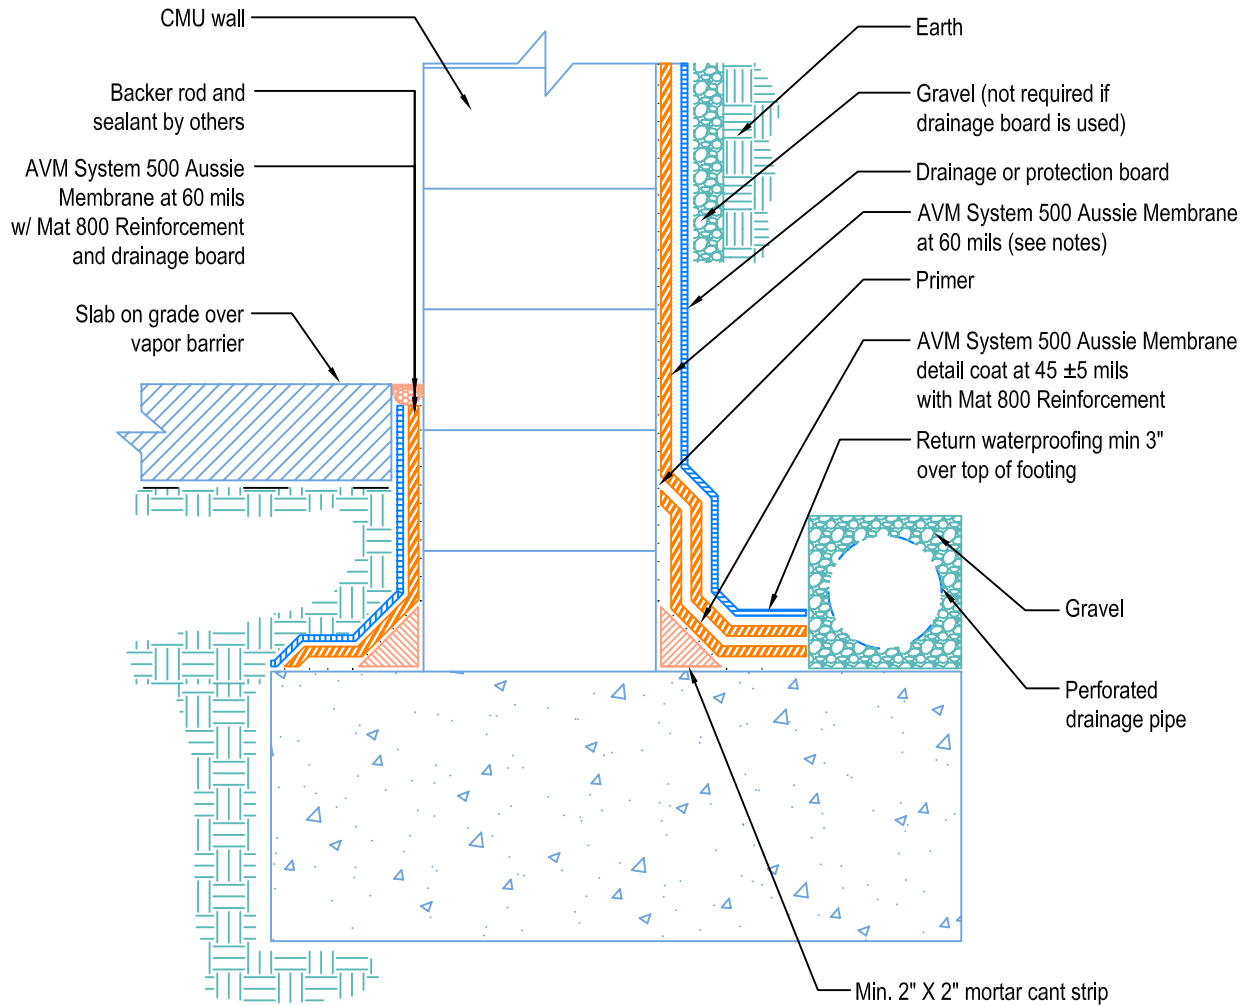 CMU wall
Backer rod and
sealant by others
AVM System 500 Aussie
Membrane at 60 mils
w/ Mat 800 Reinforcement
and drainage board
Slab on grade over
vapor barrier
Earth
Gravel (not required if
drainage board is used)
Drainage or protection board
AVM System 500 Aussie Membrane
at 60 mils (see notes)
Primer
AVM System 500 Aussie Membrane
detail coat at 45 ±5 mils
with Mat 800 Reinforcement
Return waterproofing min 3"
over top of footing
Gravel
Perforated
drainage pipe
Min. 2" X 2" mortar cant strip